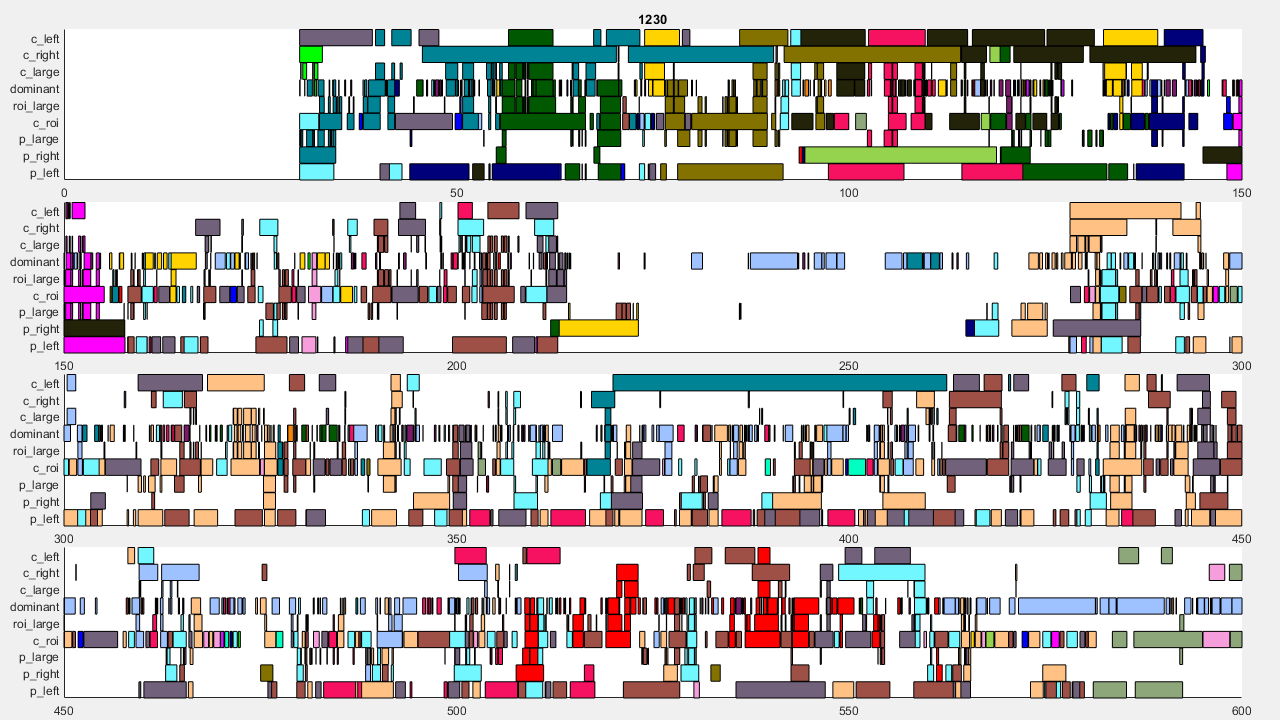 1230
c_left
c_right
c_large
dominant
roi_large
c_roi
p_large
p_right
p_left
0 50 100 150
c_left
c_right
c_large
dominant
roi_large
c_roi
p_large
p_right
p_left
150 200 250 300
c_left
c_right
c_large
dominant
roi_large
c_roi
p_large
p_right
p_left
300 350 400 450
c_left
c_right
c_large
dominant
roi_large
c_roi
p_large
p_right
p_left
450 500 550 600